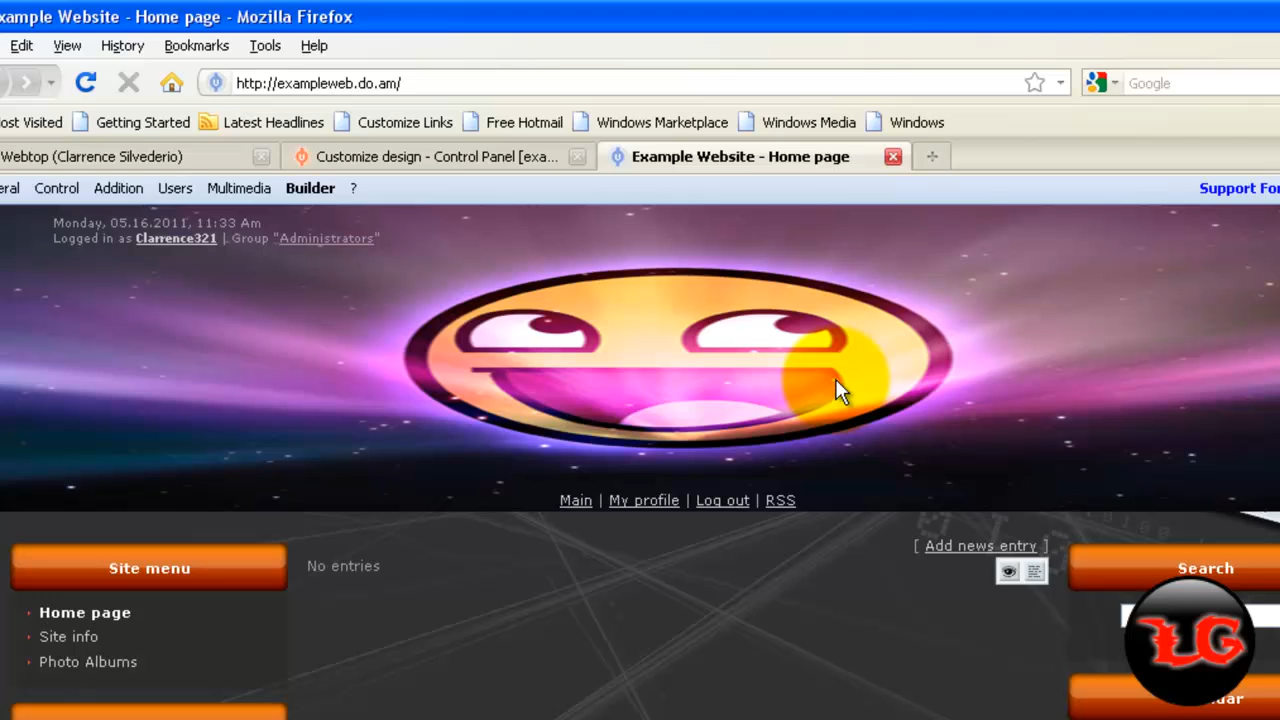 xample Website - Home page - Mozilla Firefox
Edit View History Bookmarks Tools Help
http://exampleweb.do.am/ Google
ost Visited Getting Started Latest Headlines Customize Links Free Hotmail Windows Marketplace Windows Media Windows
Webtop (Clarrence Silvederio) Customize design - Control Panel [exa... Example Website - Home page
eral Control Addition Users Multimedia Builder ? Support For
Monday, 05.16.2011, 11:33 Am
Logged in as Clarrence321 | Group "Administrators"
Main | My profile | Log out | RSS
[ Add news entry ]
Site menu No entries Search
Home page
Site info
Photo Albums
LG
dar